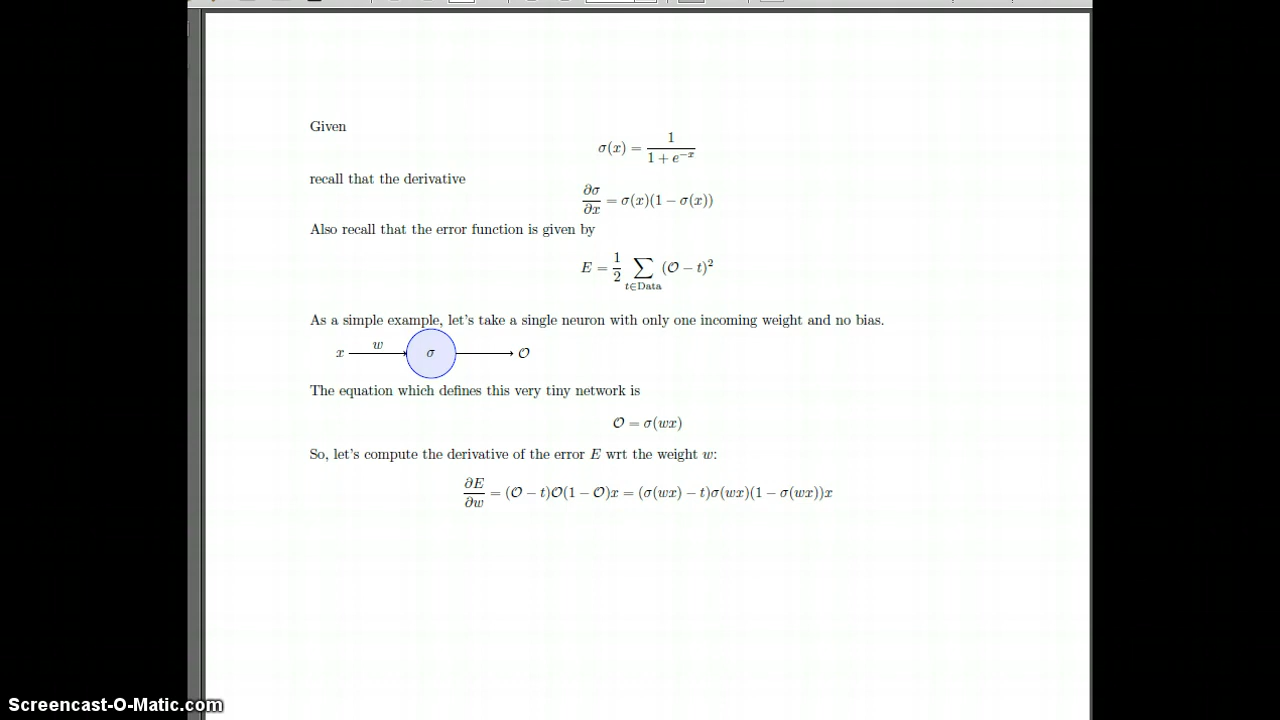 Given
σ(x) = 1 / (1 + e^{−x})
recall that the derivative
∂σ/∂x = σ(x)(1 − σ(x))
Also recall that the error function is given by
E = 1/2 ∑_{t∈Data} (𝒪 − t)²
As a simple example, let's take a single neuron with only one incoming weight and no bias.
x w σ 𝒪
The equation which defines this very tiny network is
𝒪 = σ(wx)
So, let's compute the derivative of the error E wrt the weight w:
∂E/∂w = (𝒪 − t)𝒪(1 − 𝒪)x = (σ(wx) − t)σ(wx)(1 − σ(wx))x
Screencast-O-Matic.com